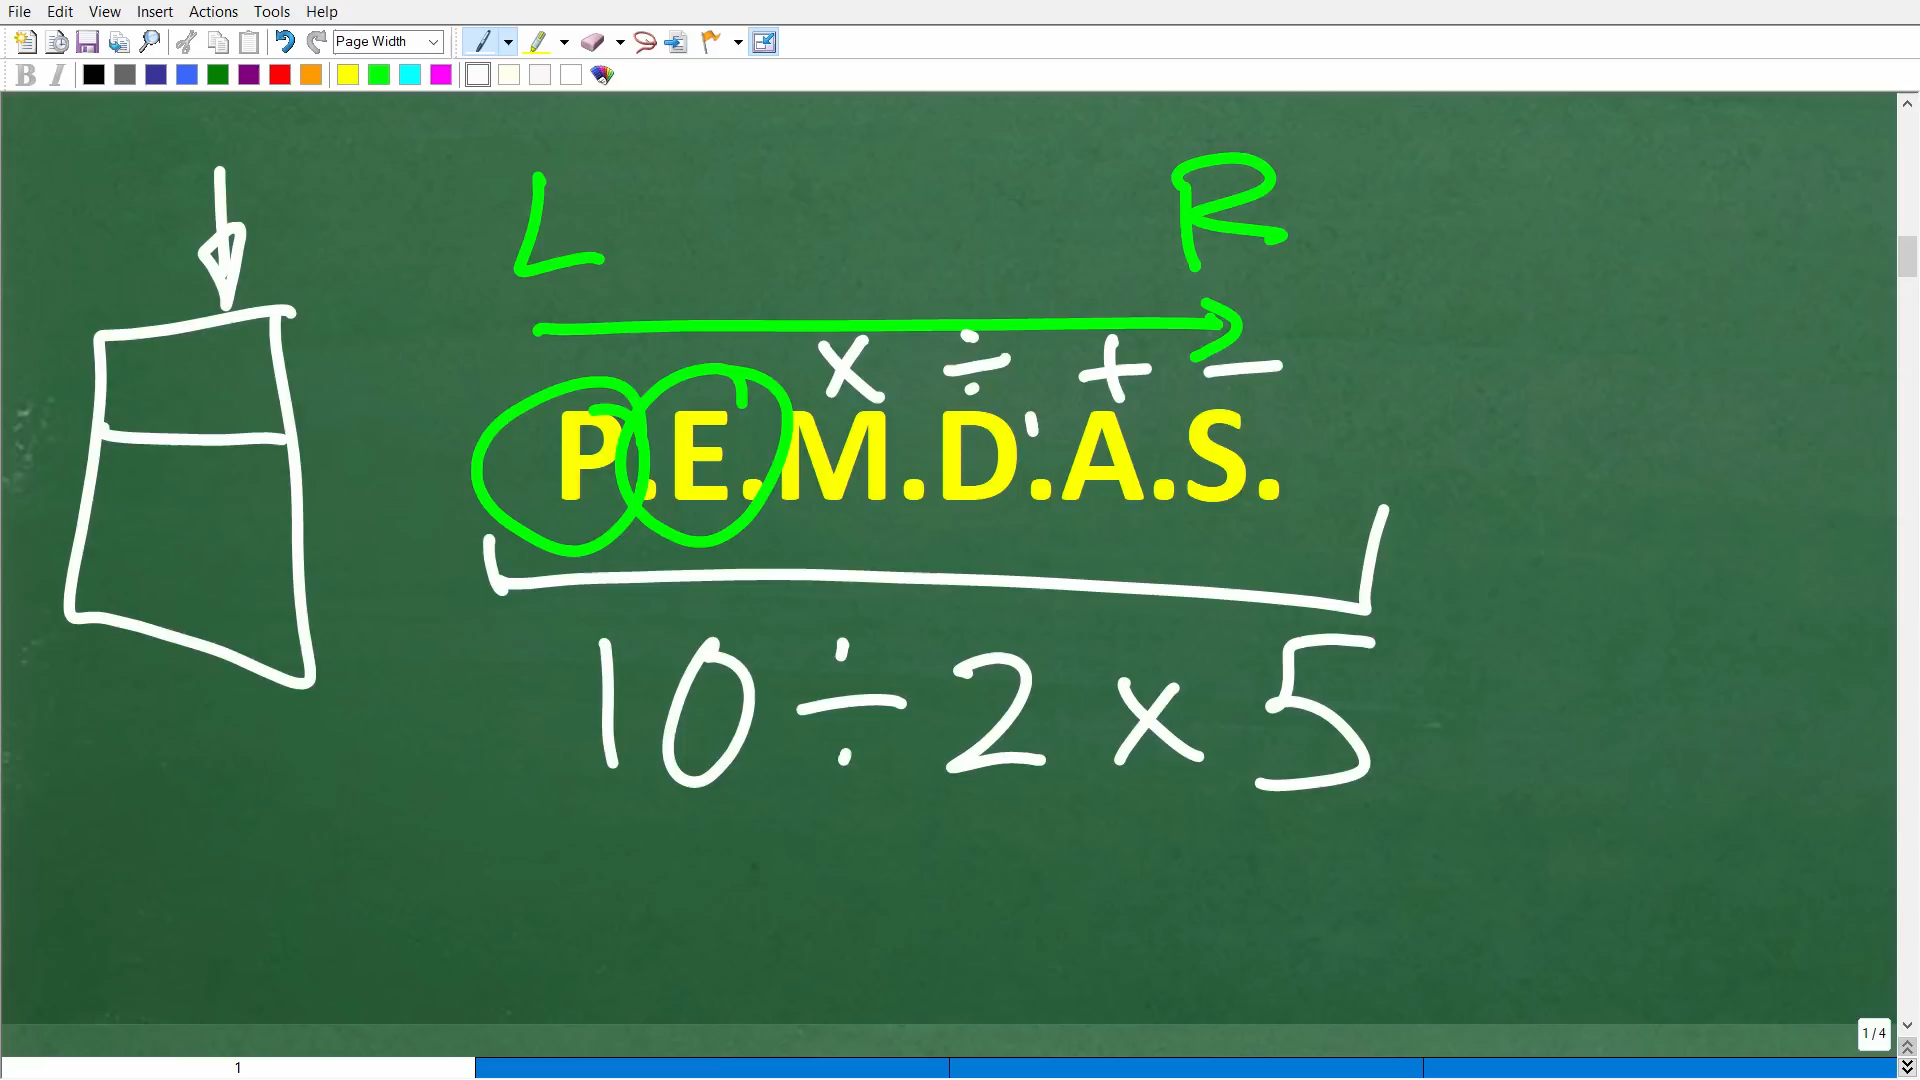 File Edit View Insert Actions Tools Help
Page Width
B I
L R
× ÷ + −
P.E.M.D.A.S.
10 ÷ 2 × 5
1 / 4
1